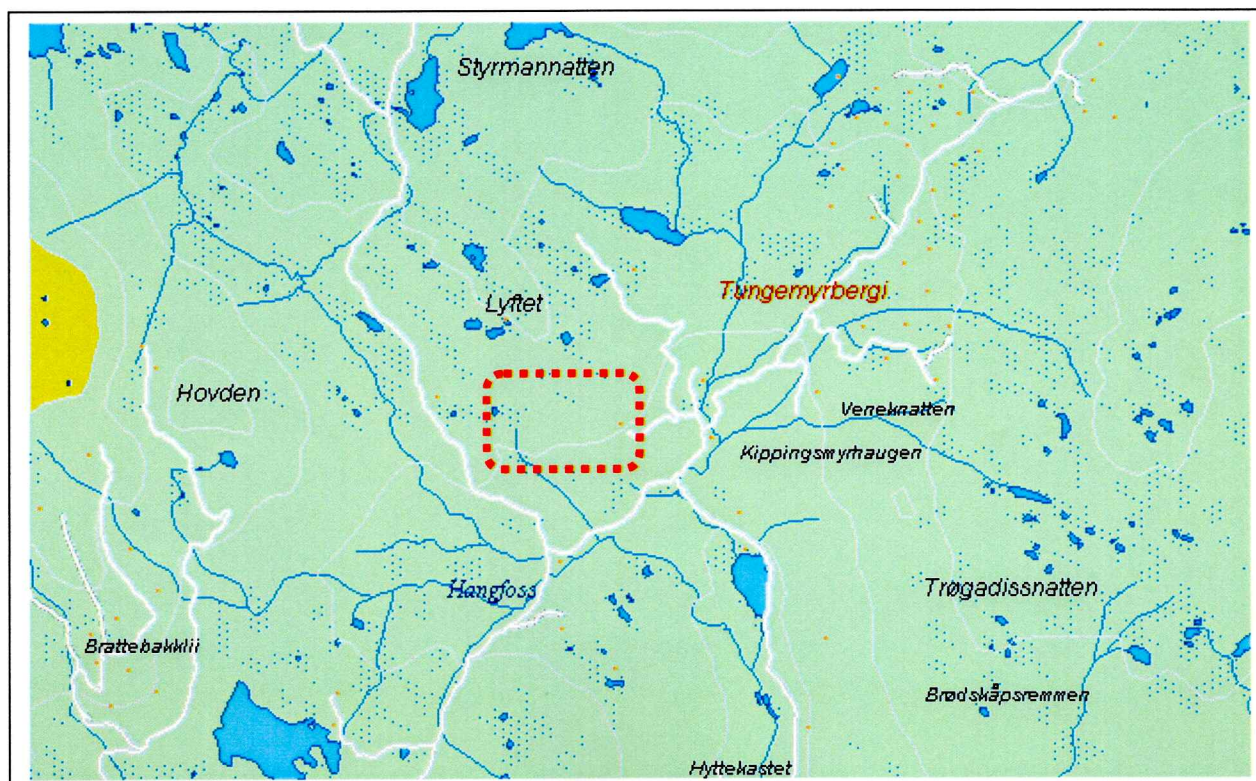 Styrmannatten
Tungemyrbergi
Lyftet
Hovden
Veneknatten
Kippingsmyrhaugen
Hangfoss
Trøgadissnatten
Brattebakklii
Brødskåpsremmen
Hyttekastet